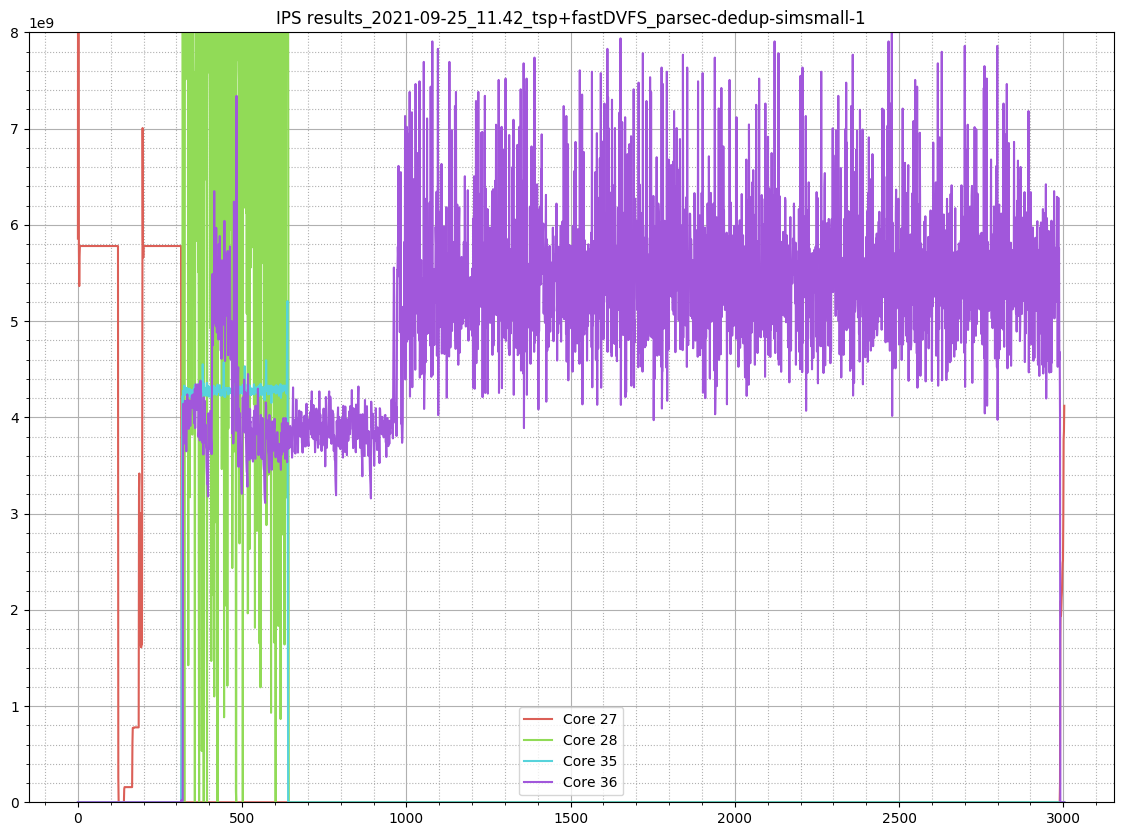 IPS results_2021-09-25_11.42_tsp+fastDVFS_parsec-dedup-simsmall-1
1e9
8
7
6
5
4
3
2
1
0
Core 27
Core 28
Core 35
Core 36
0 500 1000 1500 2000 2500 3000